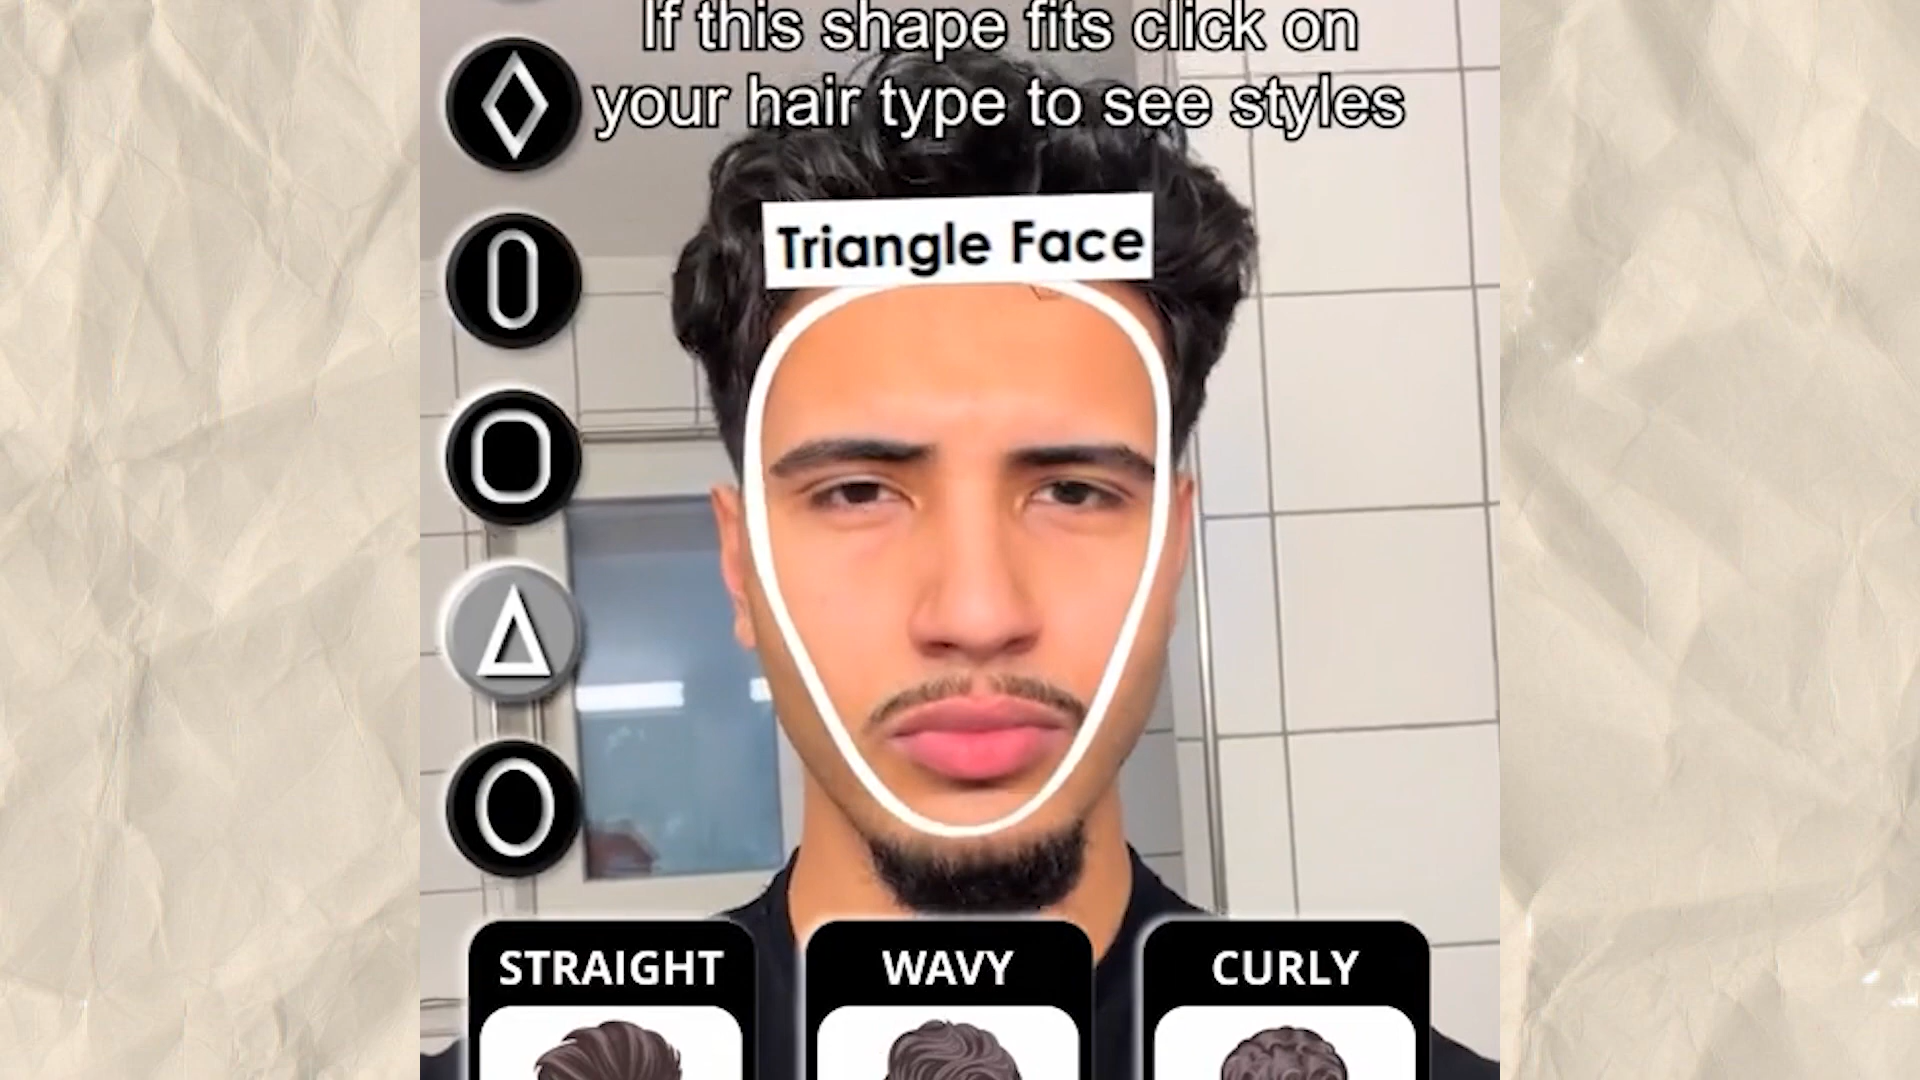 If this shape fits click on
your hair type to see styles
Triangle Face
STRAIGHT
WAVY
CURLY